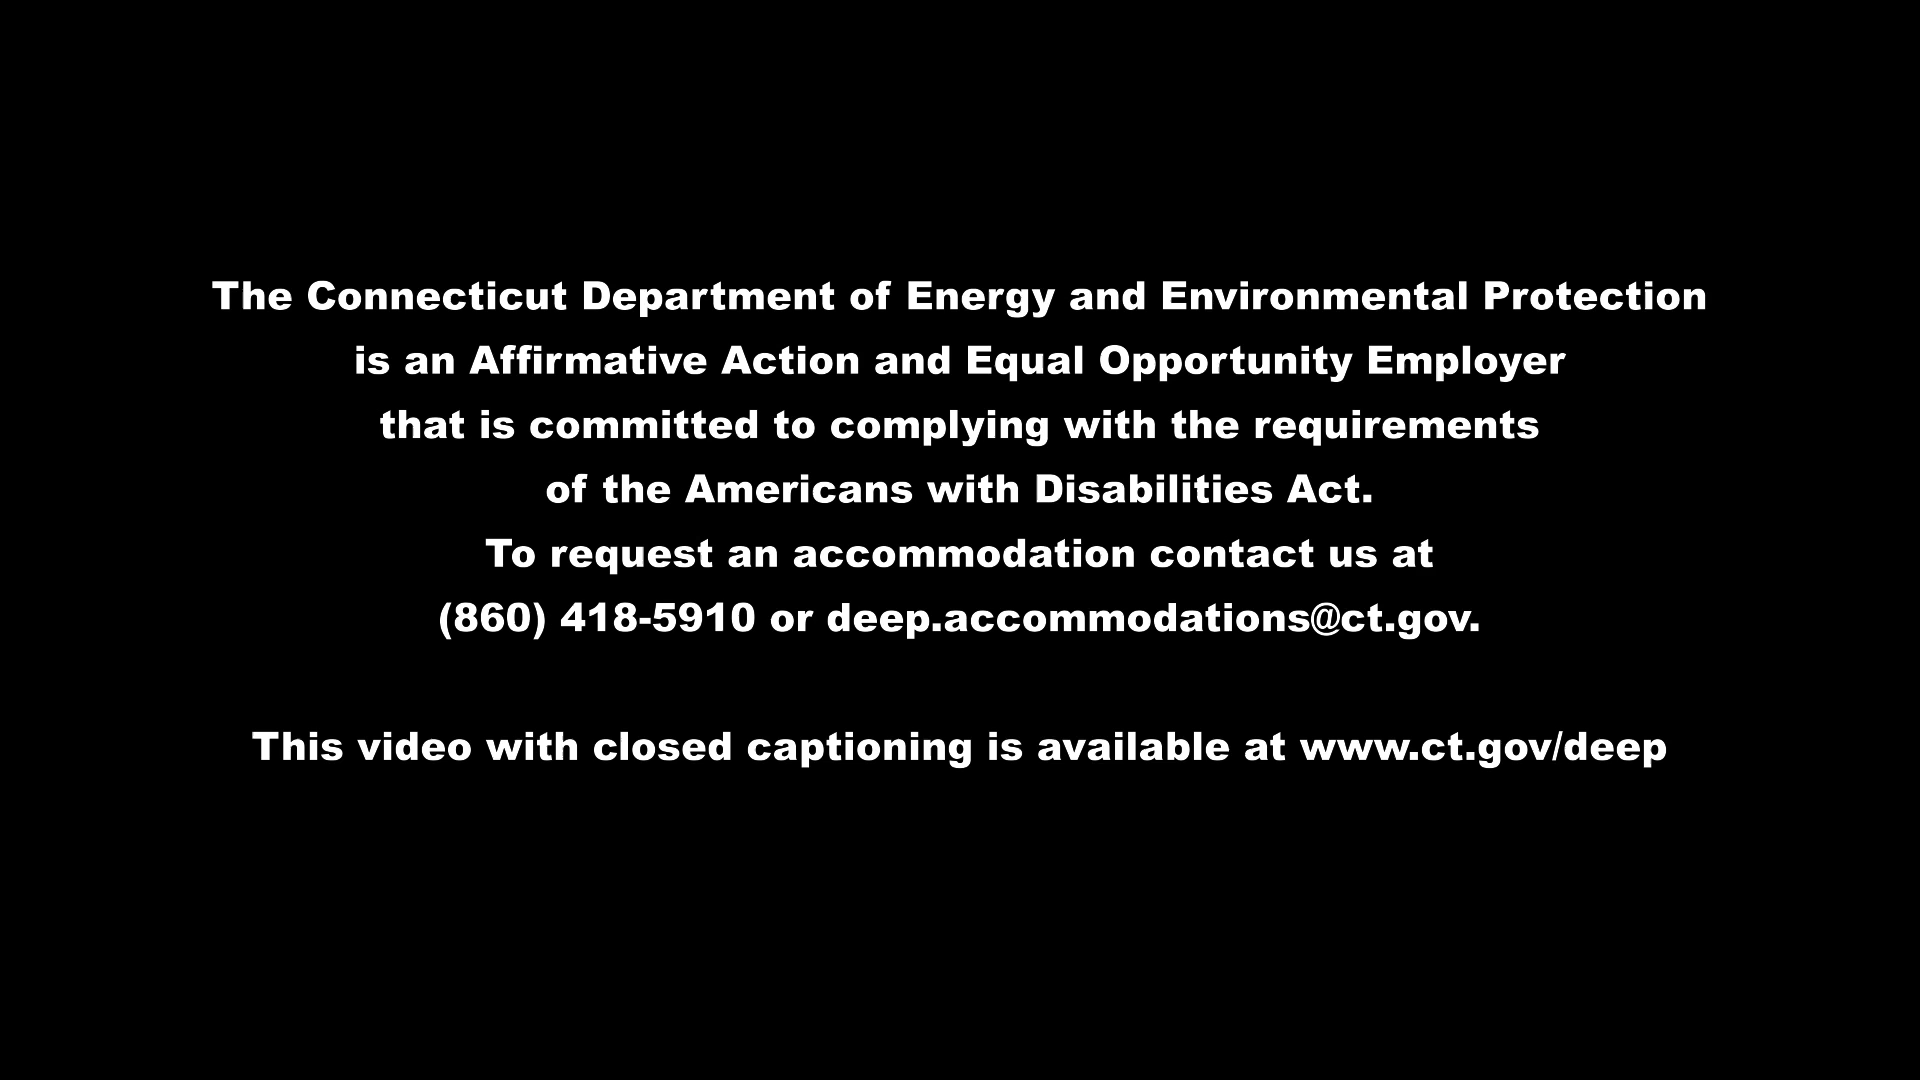 The Connecticut Department of Energy and Environmental Protection
is an Affirmative Action and Equal Opportunity Employer
that is committed to complying with the requirements
of the Americans with Disabilities Act.
To request an accommodation contact us at
(860) 418-5910 or deep.accommodations@ct.gov.
This video with closed captioning is available at www.ct.gov/deep